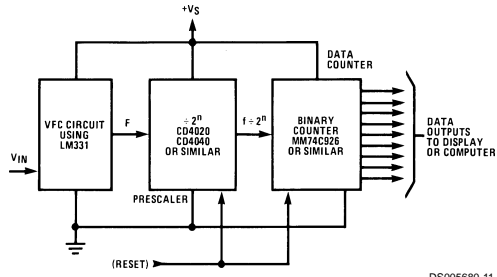 +VS
DATA
COUNTER
VFC CIRCUIT
USING
LM331
F
÷2ⁿ
CD4020
CD4040
OR SIMILAR
f÷2ⁿ
BINARY
COUNTER
MM74C926
OR SIMILAR
DATA
OUTPUTS
TO DISPLAY
OR COMPUTER
VIN
PRESCALER
(RESET)
DS005680-11